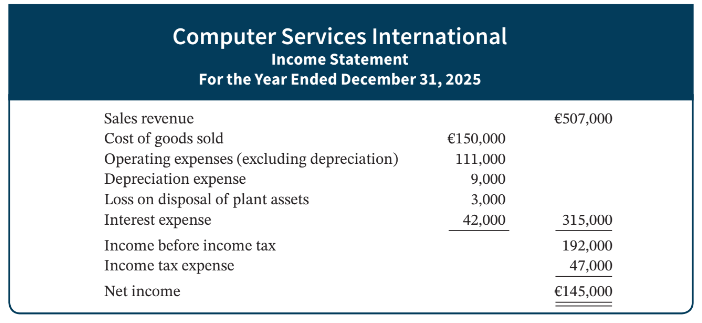 Computer Services International
Income Statement
For the Year Ended December 31, 2025
Sales revenue €507,000
Cost of goods sold €150,000
Operating expenses (excluding depreciation) 111,000
Depreciation expense 9,000
Loss on disposal of plant assets 3,000
Interest expense 42,000 315,000
Income before income tax 192,000
Income tax expense 47,000
Net income €145,000